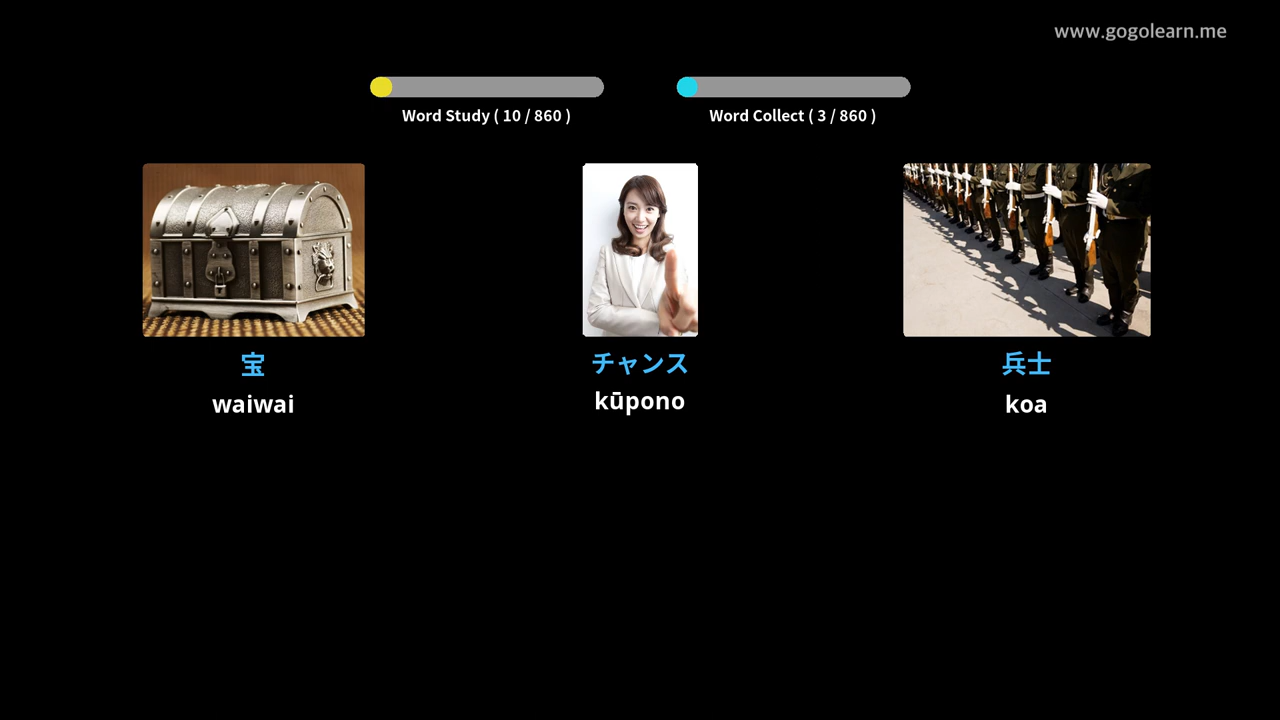 www.gogolearn.me
Word Study ( 10 / 860 )
Word Collect ( 3 / 860 )
宝
waiwai
チャンス
kūpono
兵士
koa